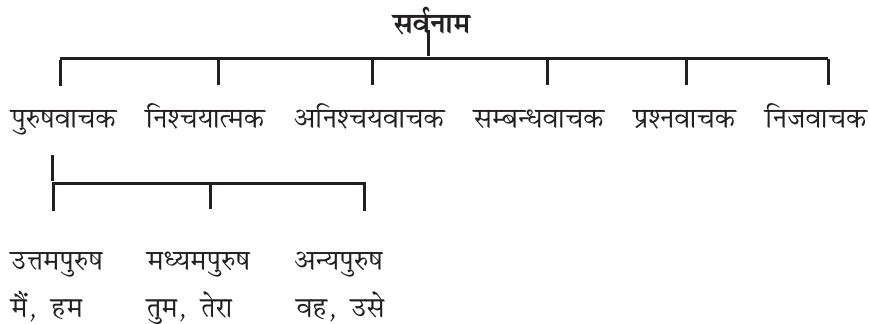 सर्वनाम
पुरुषवाचक निश्चयात्मक अनिश्चयवाचक सम्बन्धवाचक प्रश्नवाचक निजवाचक
उत्तमपुरुष मध्यमपुरुष अन्यपुरुष
मैं, हम तुम, तेरा वह, उसे